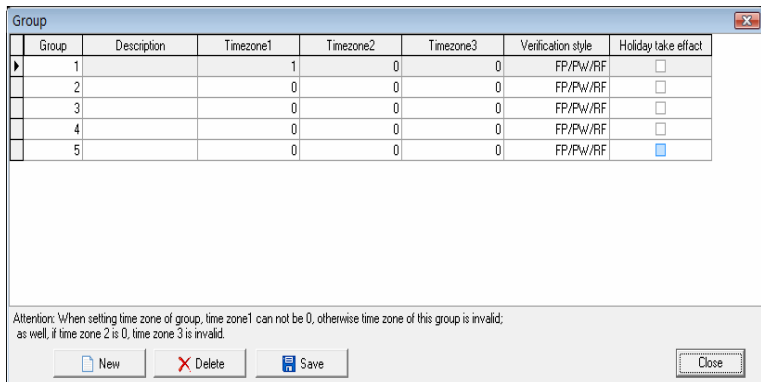 Group
Group Description Timezone1 Timezone2 Timezone3 Verification style Holiday take effect
1 1 0 0 FP/PW/RF
2 0 0 0 FP/PW/RF
3 0 0 0 FP/PW/RF
4 0 0 0 FP/PW/RF
5 0 0 0 FP/PW/RF
Attention: When setting time zone of group, time zone1 can not be 0, otherwise time zone of this group is invalid;
as well, if time zone 2 is 0, time zone 3 is invalid.
New Delete Save Close